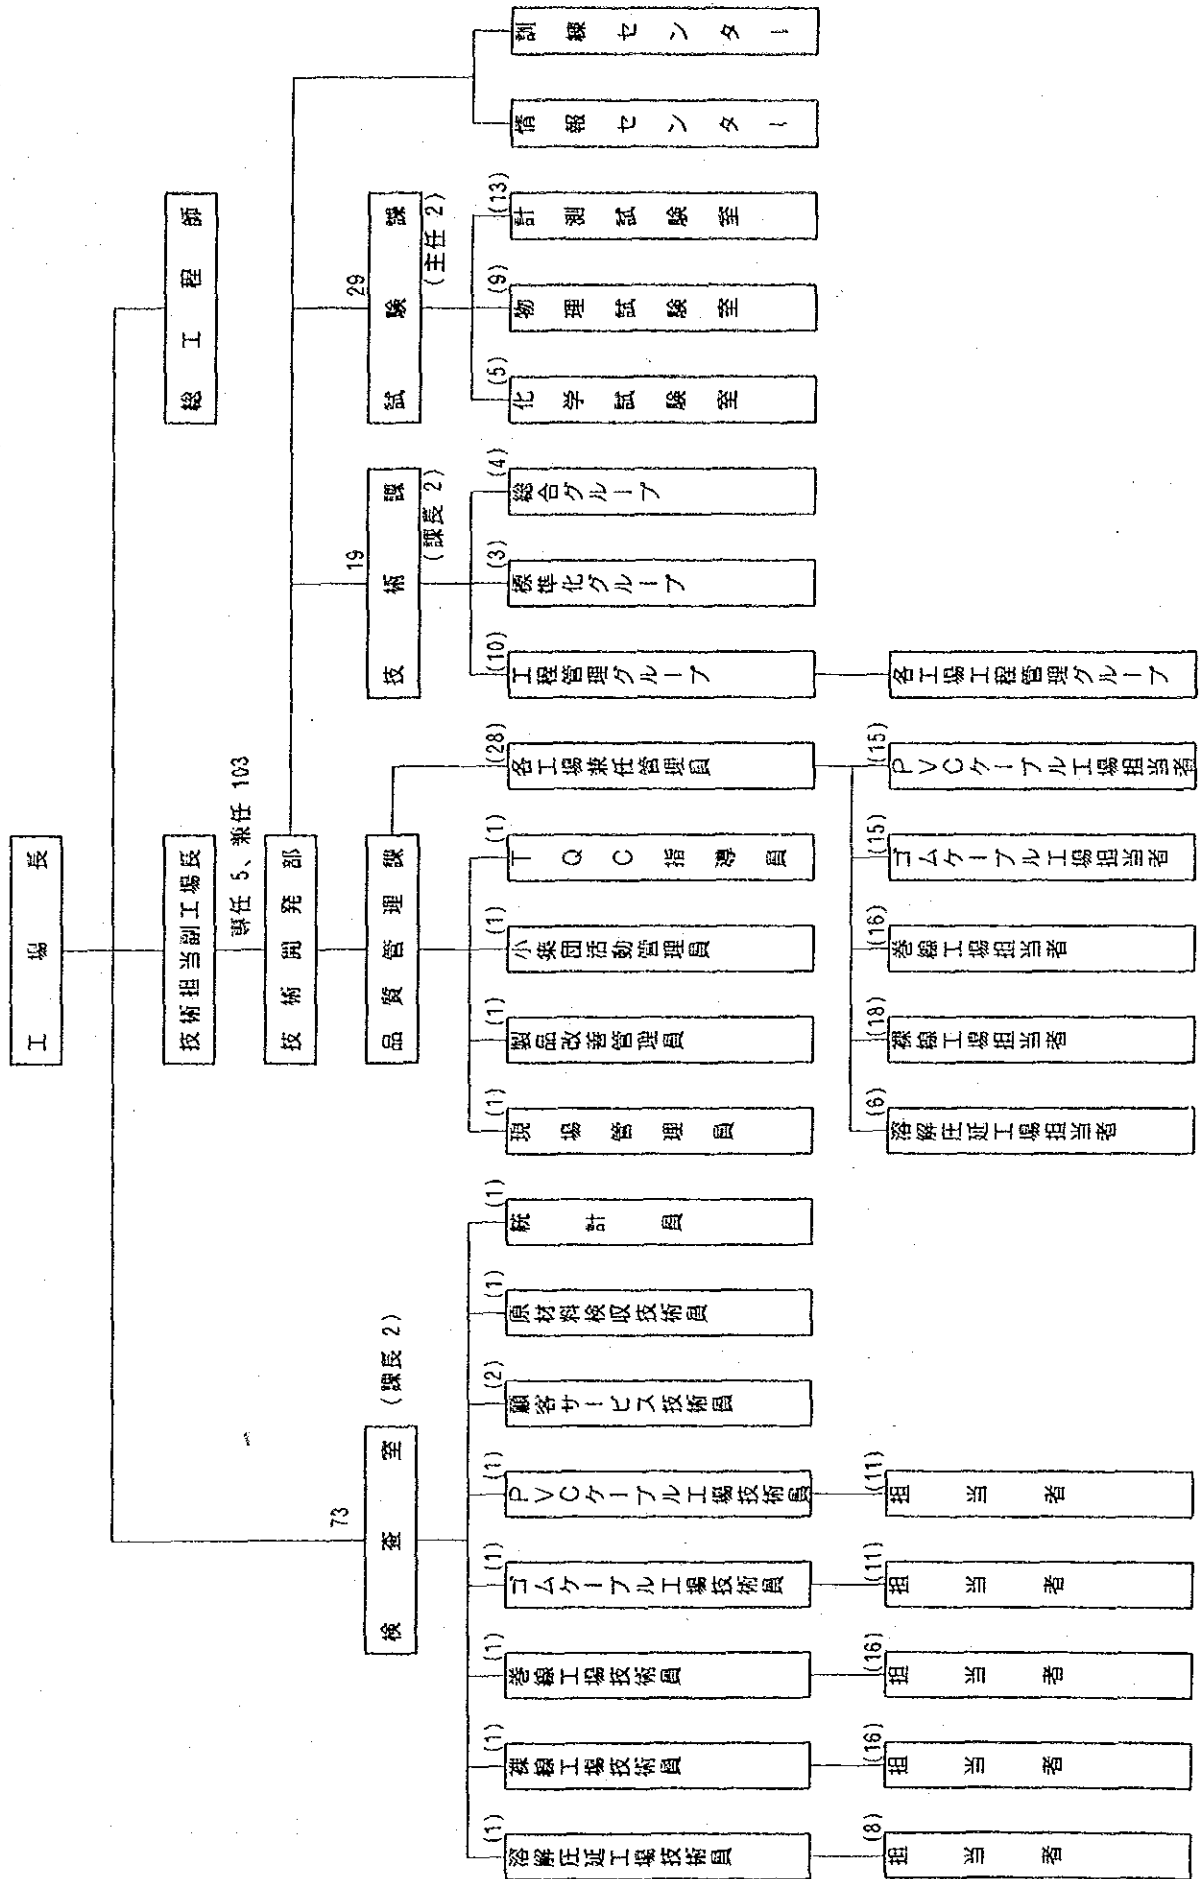 工場長
技術担当副工場長
総工程師
専任 5、兼任 103
技術開発部
73
検査室
(課長 2)
品質管理課
19
技術課
(課長 2)
29
試験課
(主任 2)
(1)
溶解圧延工場技術員
(1)
裸線工場技術員
(1)
巻線工場技術員
(1)
ゴムケーブル工場技術員
(1)
PVCケーブル工場技術員
(2)
顧客サービス技術員
(1)
原材料検収技術員
(1)
統計員
(1)
現場管理員
(1)
製品改善管理員
(1)
小集団活動管理員
(1)
TQC指導員
(28)
各工場兼任管理員
(10)
工程管理グループ
(3)
標準化グループ
(4)
総合グループ
(5)
化学試験室
(9)
物理試験室
(13)
計測試験室
情報センター
訓練センター
(8)
担当者
(16)
担当者
(16)
担当者
(11)
担当者
(11)
担当者
(6)
溶解圧延工場担当者
(18)
裸線工場担当者
(16)
巻線工場担当者
(15)
ゴムケーブル工場担当者
(15)
PVCケーブル工場担当者
各工場工程管理グループ